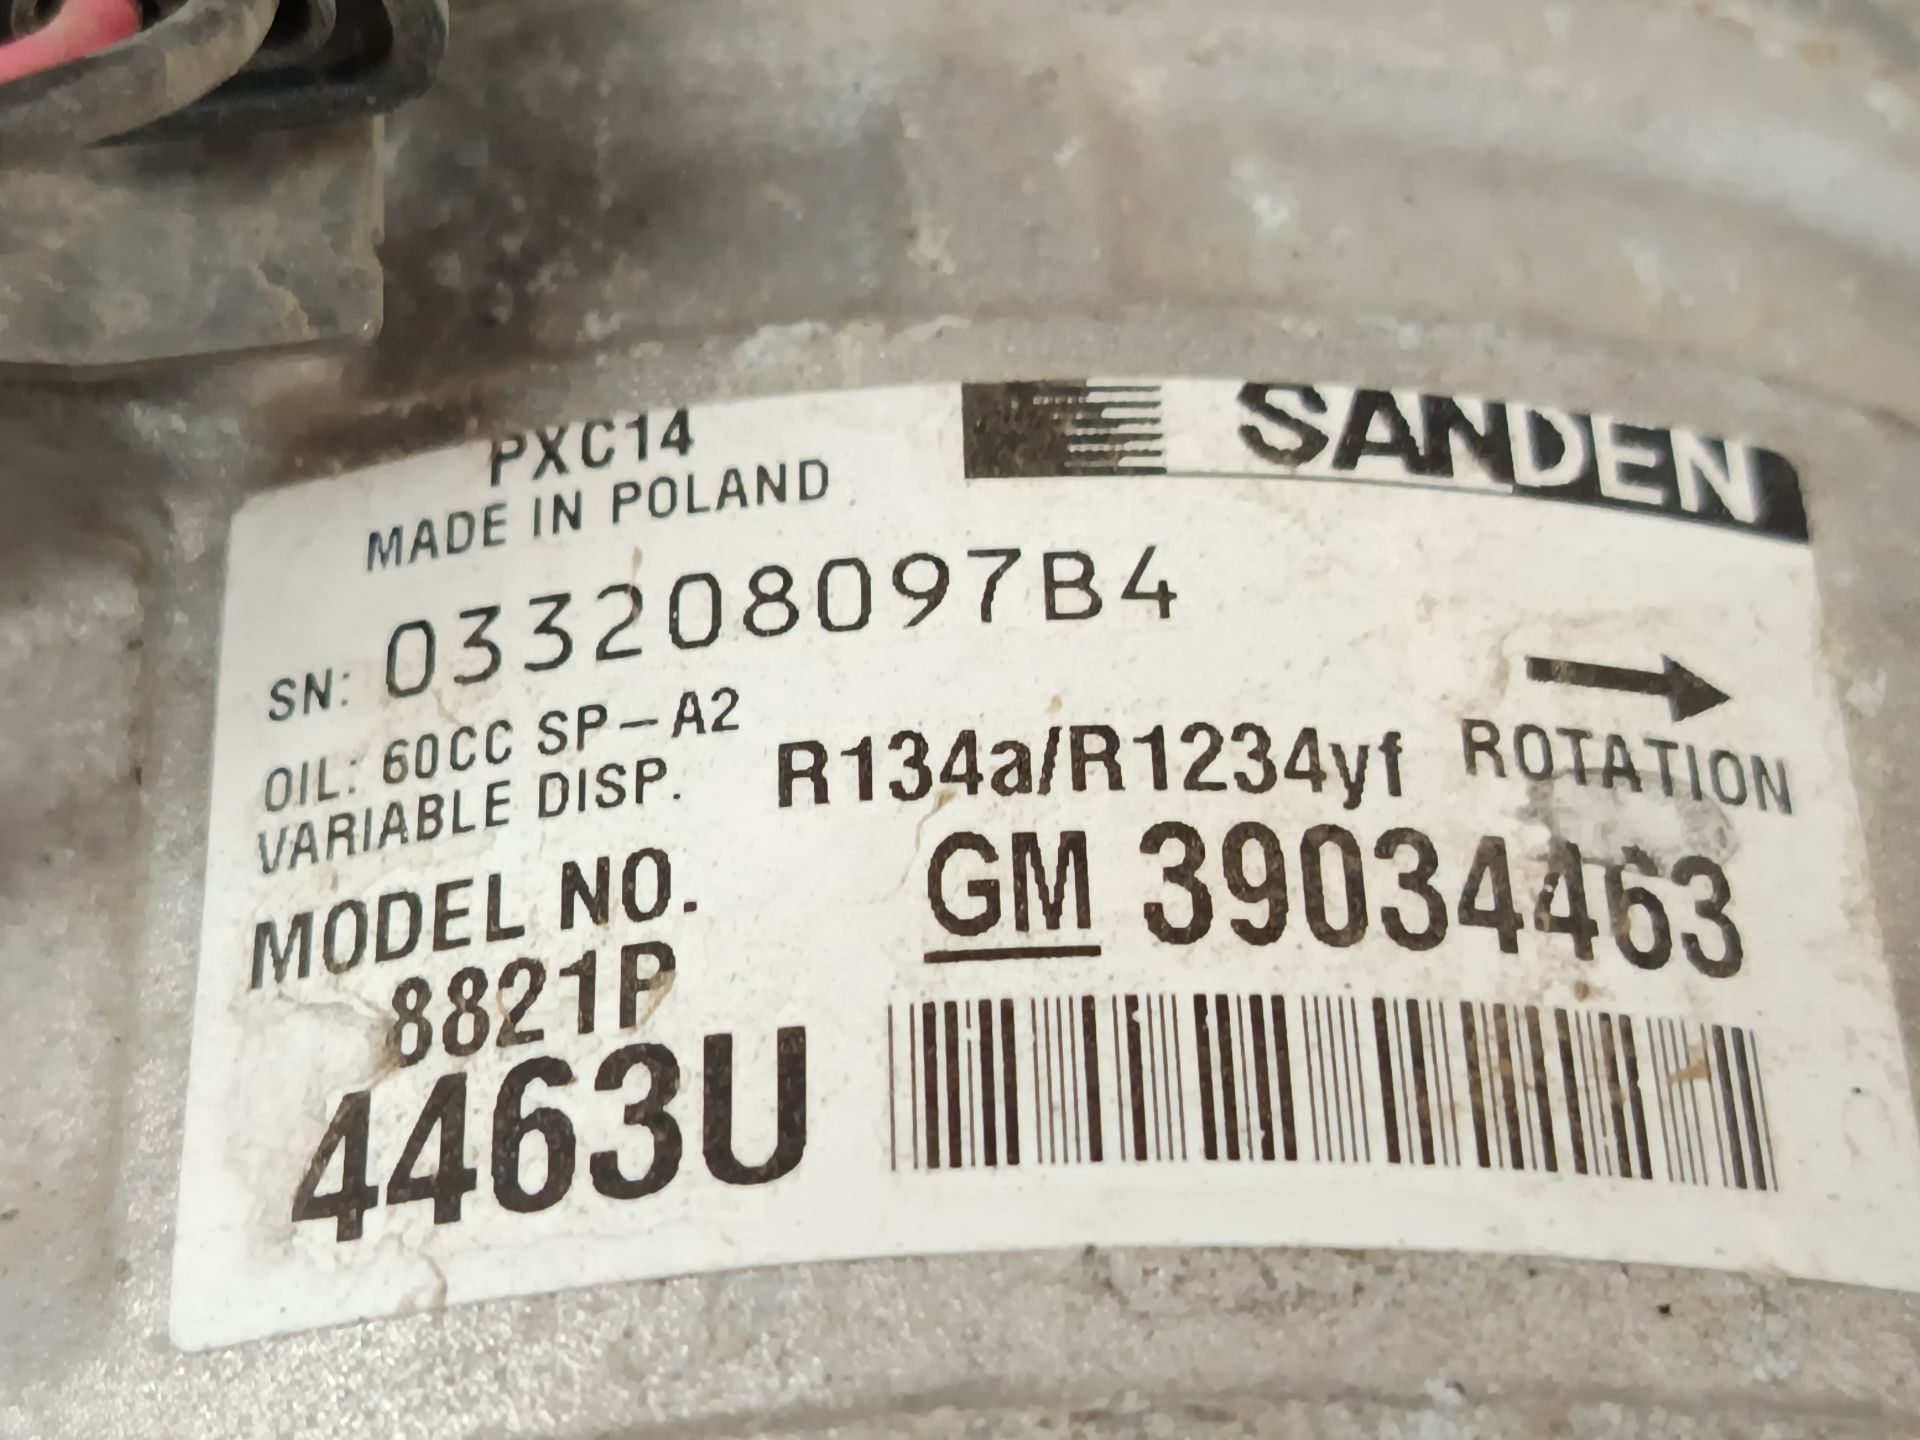 PXC14
SANDEN
MADE IN POLAND
SN: 033208097B4
OIL: 60CC SP-A2
VARIABLE DISP.
R134a/R1234yf
ROTATION
MODEL NO.
8821P
GM 39034463
4463U